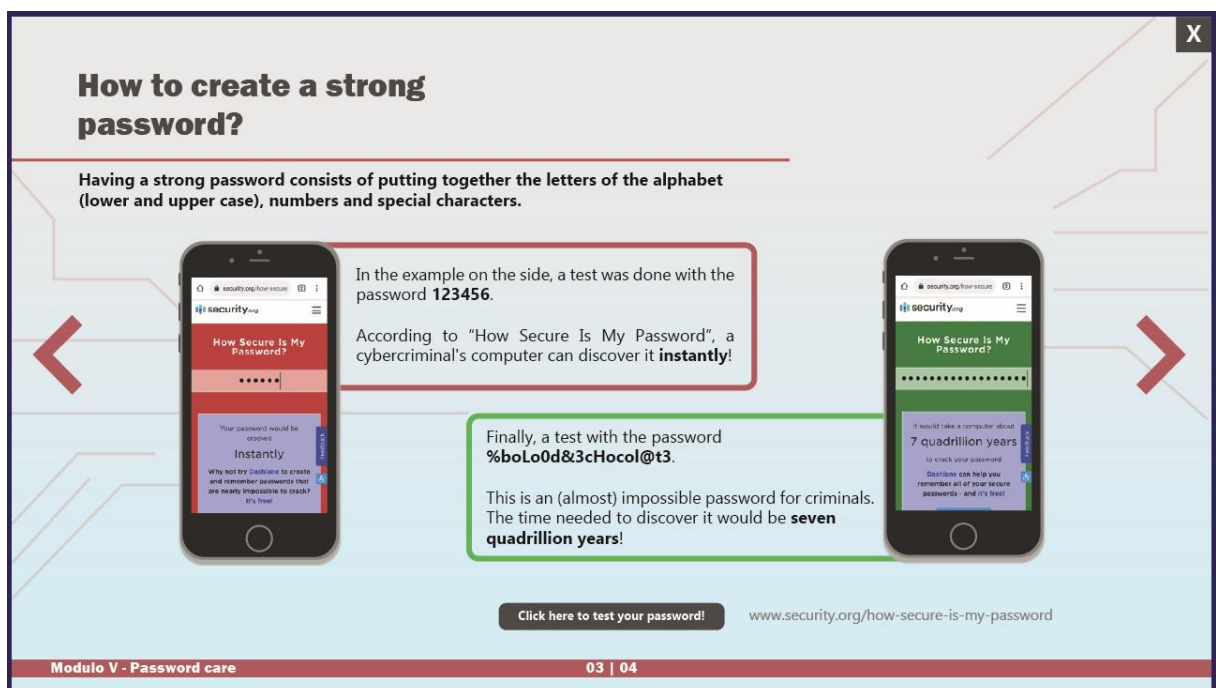 X
How to create a strong
password?
Having a strong password consists of putting together the letters of the alphabet
(lower and upper case), numbers and special characters.
security.org/how-secure
security.org
How Secure Is My
Password?
••••••
Your password would be
cracked
Instantly
Why not try Dashlane to create
and remember passwords that
are nearly impossible to crack?
It's free!
Feedback
In the example on the side, a test was done with the
password 123456.
According to “How Secure Is My Password”, a
cybercriminal's computer can discover it instantly!
Finally, a test with the password
%boLo0d&3cHocol@t3.
This is an (almost) impossible password for criminals.
The time needed to discover it would be seven
quadrillion years!
security.org/how-secure
security.org
How Secure Is My
Password?
••••••••••••••••••
It would take a computer about
7 quadrillion years
to crack your password
Dashlane can help you
remember all of your secure
passwords - and it's free!
Feedback
Click here to test your password!
www.security.org/how-secure-is-my-password
Modulo V - Password care
03 | 04